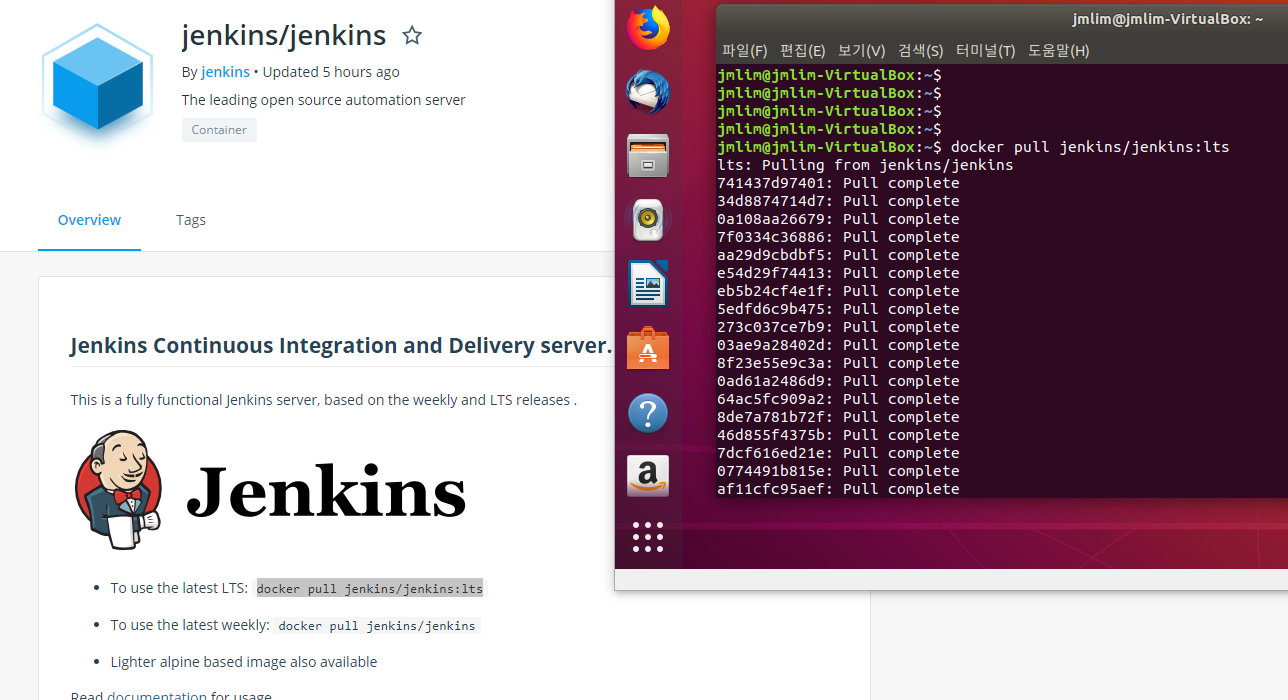 jenkins/jenkins
By jenkins • Updated 5 hours ago
The leading open source automation server
Container
Overview
Tags
Jenkins Continuous Integration and Delivery server.
This is a fully functional Jenkins server, based on the weekly and LTS releases .
Jenkins
To use the latest LTS: docker pull jenkins/jenkins:lts
To use the latest weekly: docker pull jenkins/jenkins
Lighter alpine based image also available
Read documentation for usage
jmlim@jmlim-VirtualBox: ~
파일(F) 편집(E) 보기(V) 검색(S) 터미널(T) 도움말(H)
jmlim@jmlim-VirtualBox:~$
jmlim@jmlim-VirtualBox:~$
jmlim@jmlim-VirtualBox:~$
jmlim@jmlim-VirtualBox:~$
jmlim@jmlim-VirtualBox:~$ docker pull jenkins/jenkins:lts
lts: Pulling from jenkins/jenkins
741437d97401: Pull complete
34d8874714d7: Pull complete
0a108aa26679: Pull complete
7f0334c36886: Pull complete
aa29d9cbdbf5: Pull complete
e54d29f74413: Pull complete
eb5b24cf4e1f: Pull complete
5edfd6c9b475: Pull complete
273c037ce7b9: Pull complete
03ae9a28402d: Pull complete
8f23e55e9c3a: Pull complete
0ad61a2486d9: Pull complete
64ac5fc909a2: Pull complete
8de7a781b72f: Pull complete
46d855f4375b: Pull complete
7dcf616ed21e: Pull complete
0774491b815e: Pull complete
af11cfc95aef: Pull complete